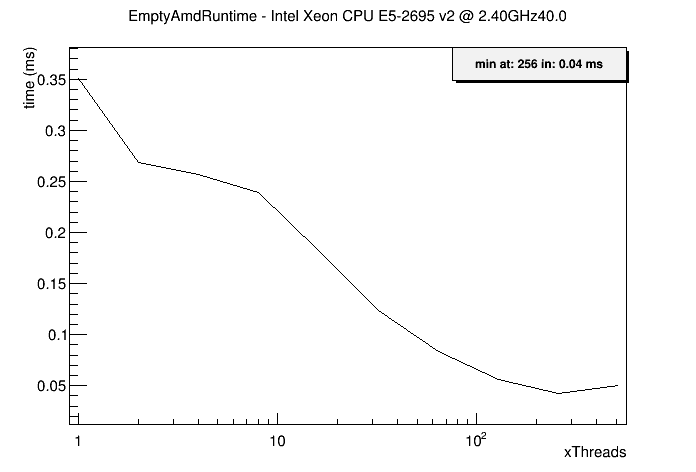 EmptyAmdRuntime - Intel Xeon CPU E5-2695 v2 @ 2.40GHz40.0
min at: 256 in: 0.04 ms
time (ms)
0.35
0.3
0.25
0.2
0.15
0.1
0.05
1 10 10²
xThreads